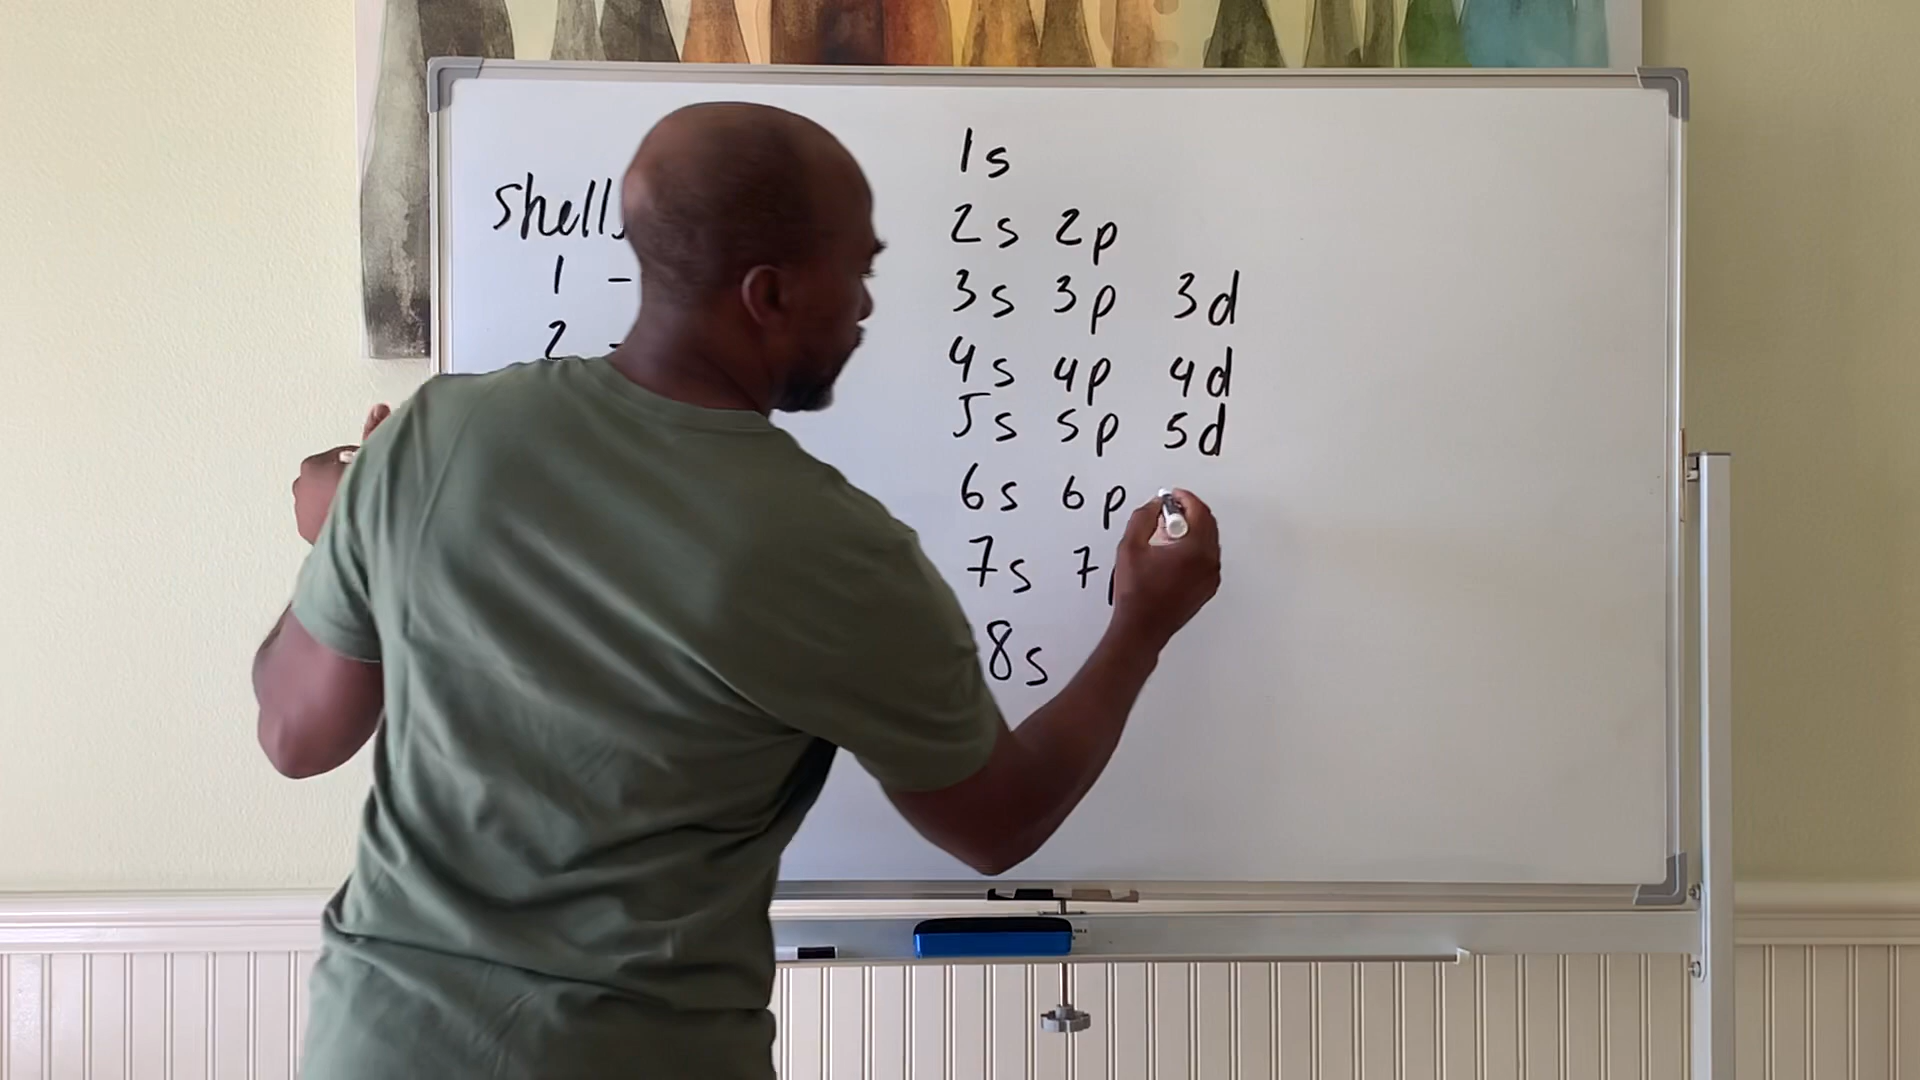 shells
1 -
2 -
1s
2s 2p
3s 3p 3d
4s 4p 4d
5s 5p 5d
6s 6p
7s 7p
8s